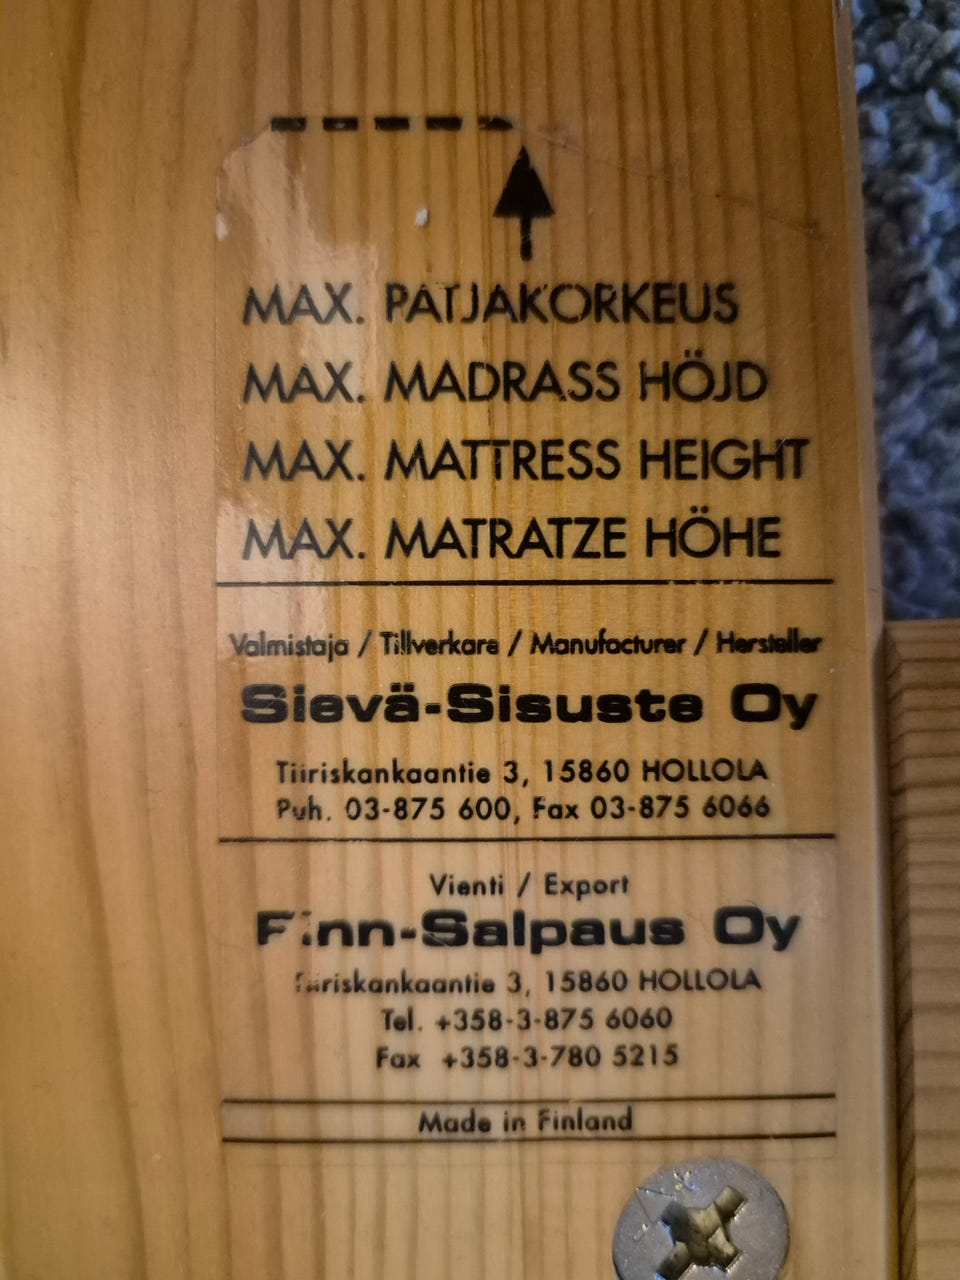 MAX. PATJAKORKEUS
MAX. MADRASS HÖJD
MAX. MATTRESS HEIGHT
MAX. MATRATZE HÖHE
Valmistaja / Tillverkare / Manufacturer / Hersteller
Sievä-Sisuste Oy
Tiiriskankaantie 3, 15860 HOLLOLA
Puh. 03-875 600, Fax 03-875 6066
Vienti / Export
Finn-Salpaus Oy
Tiiriskankaantie 3, 15860 HOLLOLA
Tel. +358-3-875 6060
Fax +358-3-780 5215
Made in Finland